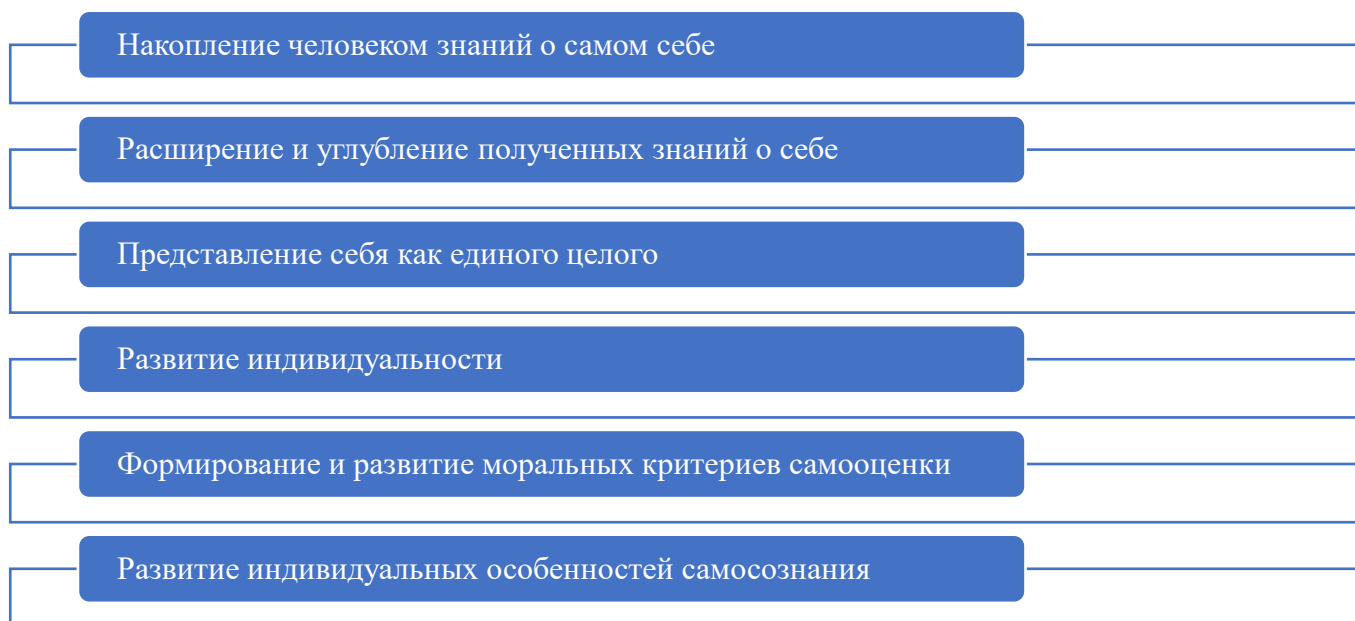 Накопление человеком знаний о самом себе
Расширение и углубление полученных знаний о себе
Представление себя как единого целого
Развитие индивидуальности
Формирование и развитие моральных критериев самооценки
Развитие индивидуальных особенностей самосознания